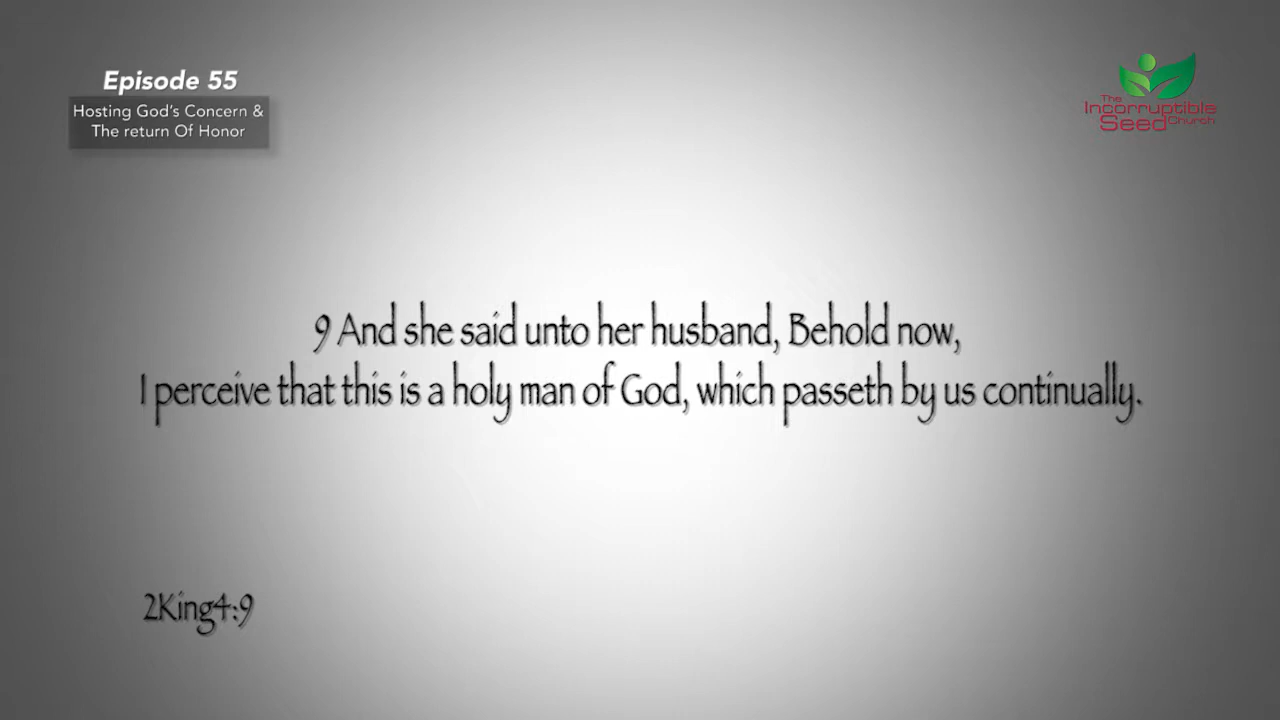 Episode 55
Hosting God's Concern &
The return Of Honor
The
Incorruptible
Seed Church
9 And she said unto her husband, Behold now,
I perceive that this is a holy man of God, which passeth by us continually.
2King4:9